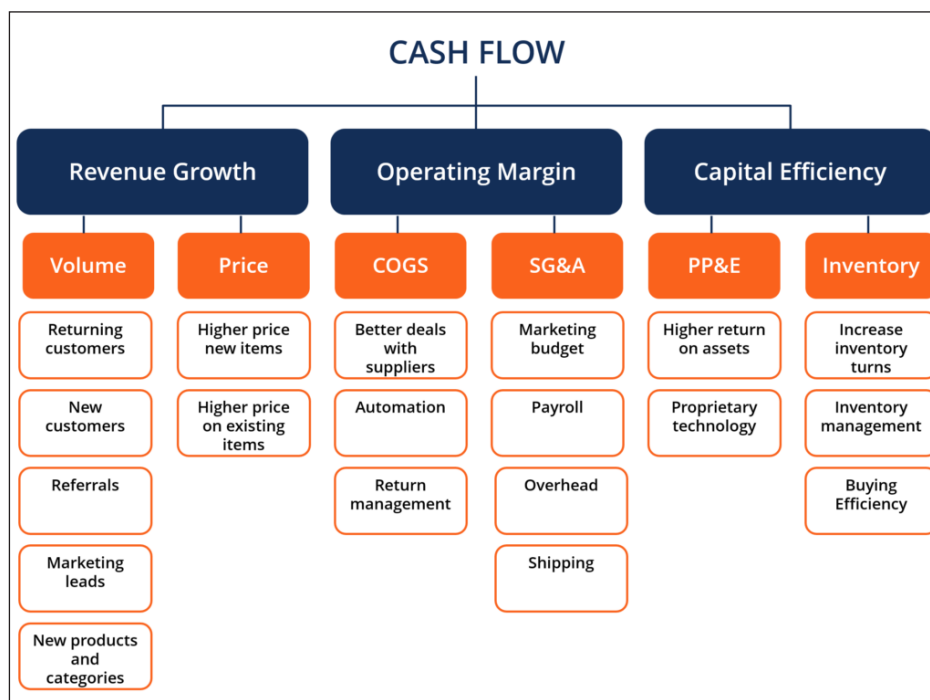 CASH FLOW
Revenue Growth
Operating Margin
Capital Efficiency
Volume
Price
COGS
SG&A
PP&E
Inventory
Returning
customers
New
customers
Referrals
Marketing
leads
New products
and
categories
Higher price
new items
Higher price
on existing
items
Better deals
with
suppliers
Automation
Return
management
Marketing
budget
Payroll
Overhead
Shipping
Higher return
on assets
Proprietary
technology
Increase
inventory
turns
Inventory
management
Buying
Efficiency